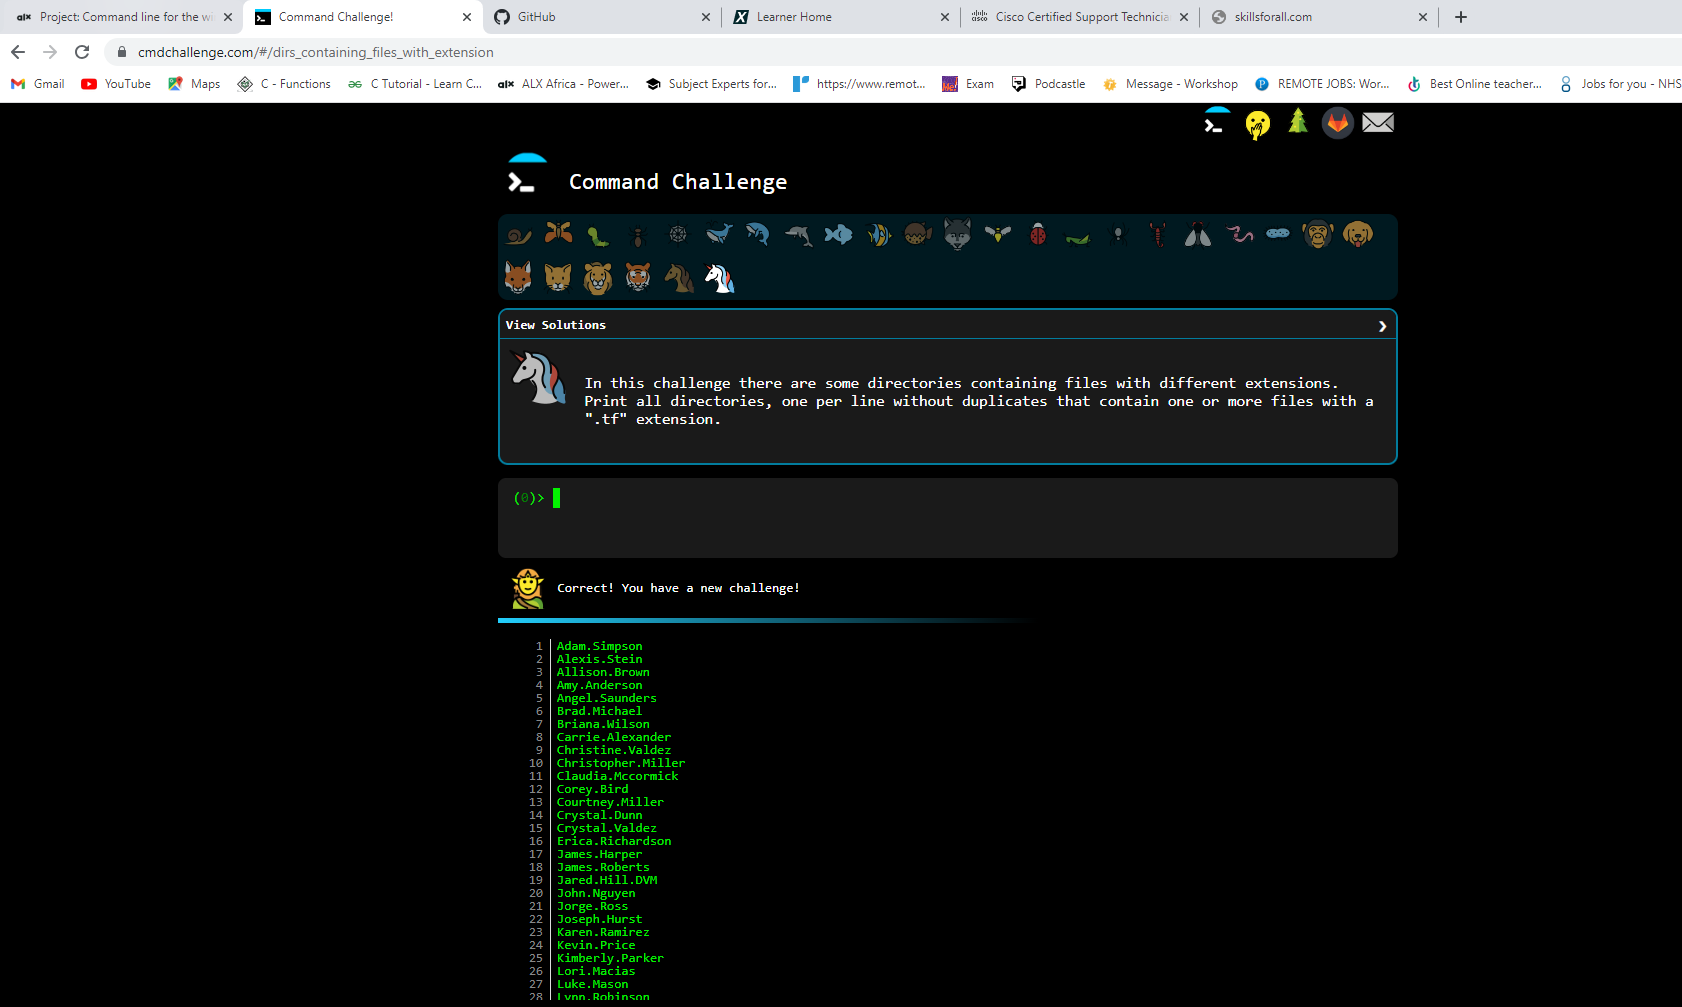 alx Project: Command line for the wi
Command Challenge!
GitHub
Learner Home
cisco Cisco Certified Support Technicia
skillsforall.com
cmdchallenge.com/#/dirs_containing_files_with_extension
Gmail
YouTube
Maps
C - Functions
C Tutorial - Learn C...
alx ALX Africa - Power...
Subject Experts for...
https://www.remot...
Exam
Podcastle
Message - Workshop
REMOTE JOBS: Wor...
Best Online teacher...
Jobs for you - NHS
Command Challenge
View Solutions
In this challenge there are some directories containing files with different extensions.
Print all directories, one per line without duplicates that contain one or more files with a
".tf" extension.
(0)>
Correct! You have a new challenge!
1 Adam.Simpson
2 Alexis.Stein
3 Allison.Brown
4 Amy.Anderson
5 Angel.Saunders
6 Brad.Michael
7 Briana.Wilson
8 Carrie.Alexander
9 Christine.Valdez
10 Christopher.Miller
11 Claudia.Mccormick
12 Corey.Bird
13 Courtney.Miller
14 Crystal.Dunn
15 Crystal.Valdez
16 Erica.Richardson
17 James.Harper
18 James.Roberts
19 Jared.Hill.DVM
20 John.Nguyen
21 Jorge.Ross
22 Joseph.Hurst
23 Karen.Ramirez
24 Kevin.Price
25 Kimberly.Parker
26 Lori.Macias
27 Luke.Mason
28 Lynn.Robinson